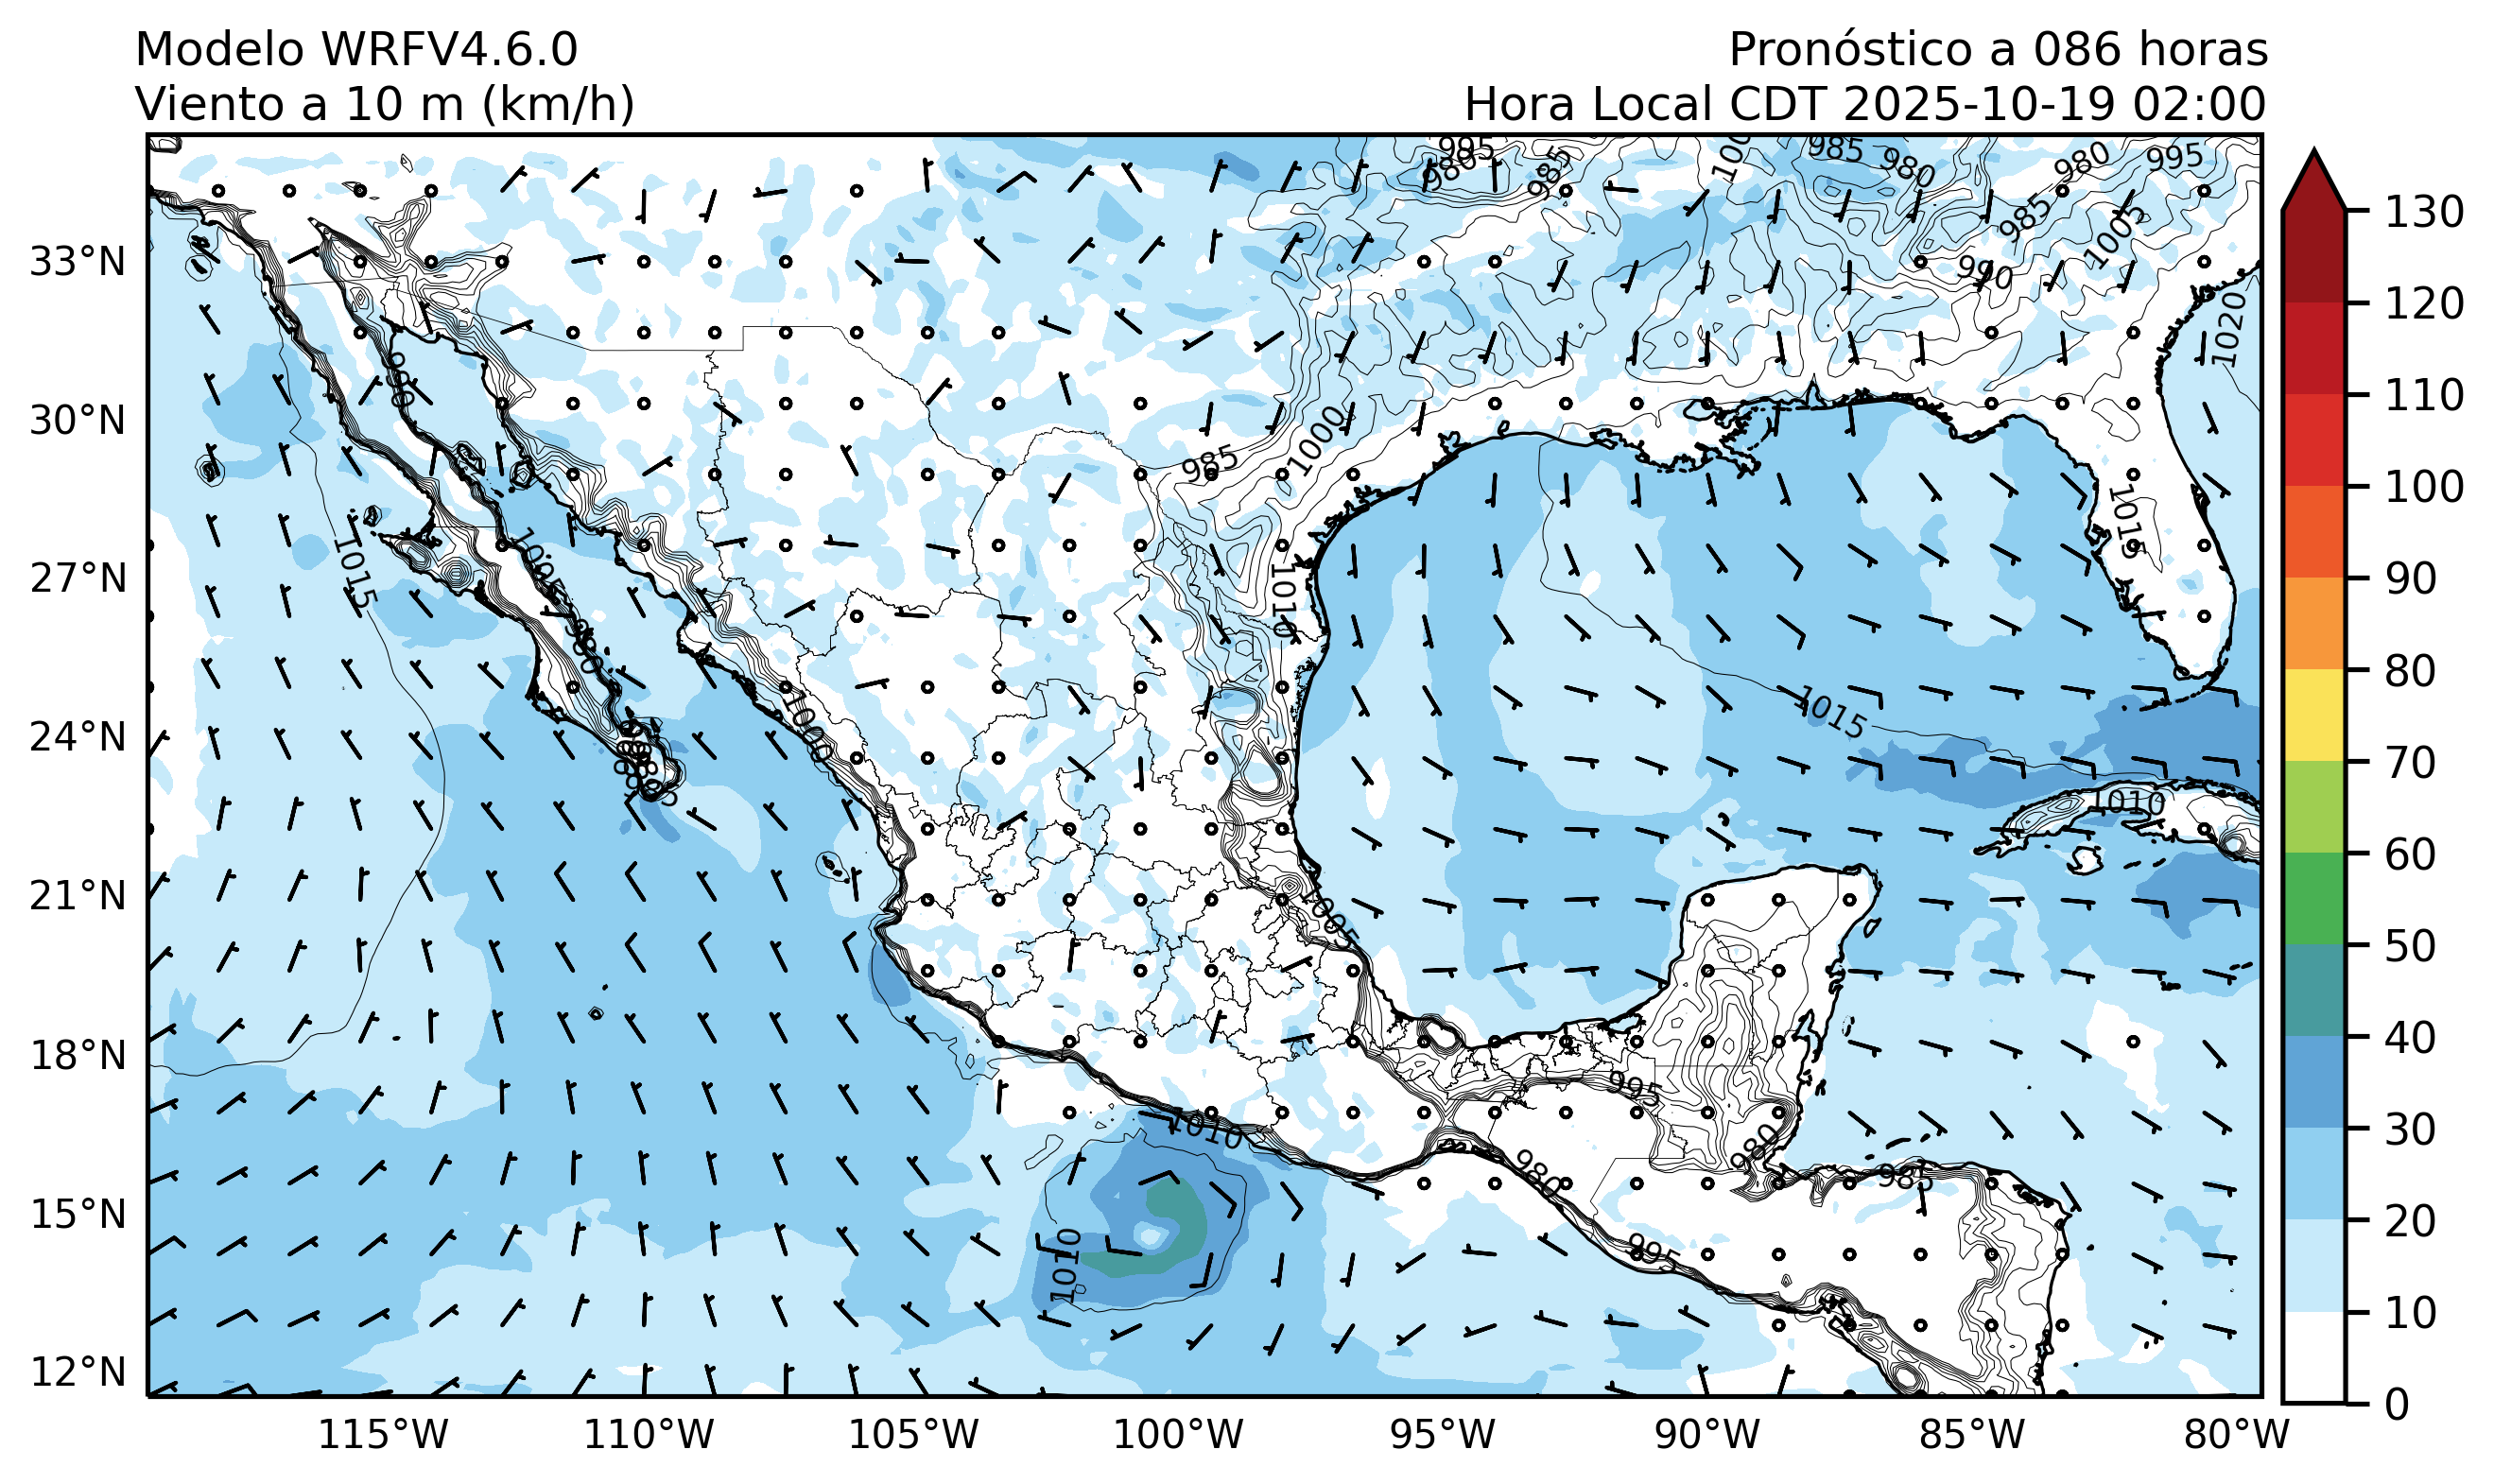 Modelo WRFV4.6.0
Pronóstico a 086 horas
Viento a 10 m (km/h)
Hora Local CDT 2025-10-19 02:00
995
985
980
995
985
980
1005
990
985
1020
130
120
110
100
90
80
70
60
50
40
30
20
10
0
33°N
30°N
27°N
24°N
21°N
18°N
15°N
12°N
985
1000
1015
1015
1010
1000
1015
1010
1005
995
1010
980
980
985
995
1010
115°W
110°W
105°W
100°W
95°W
90°W
85°W
80°W